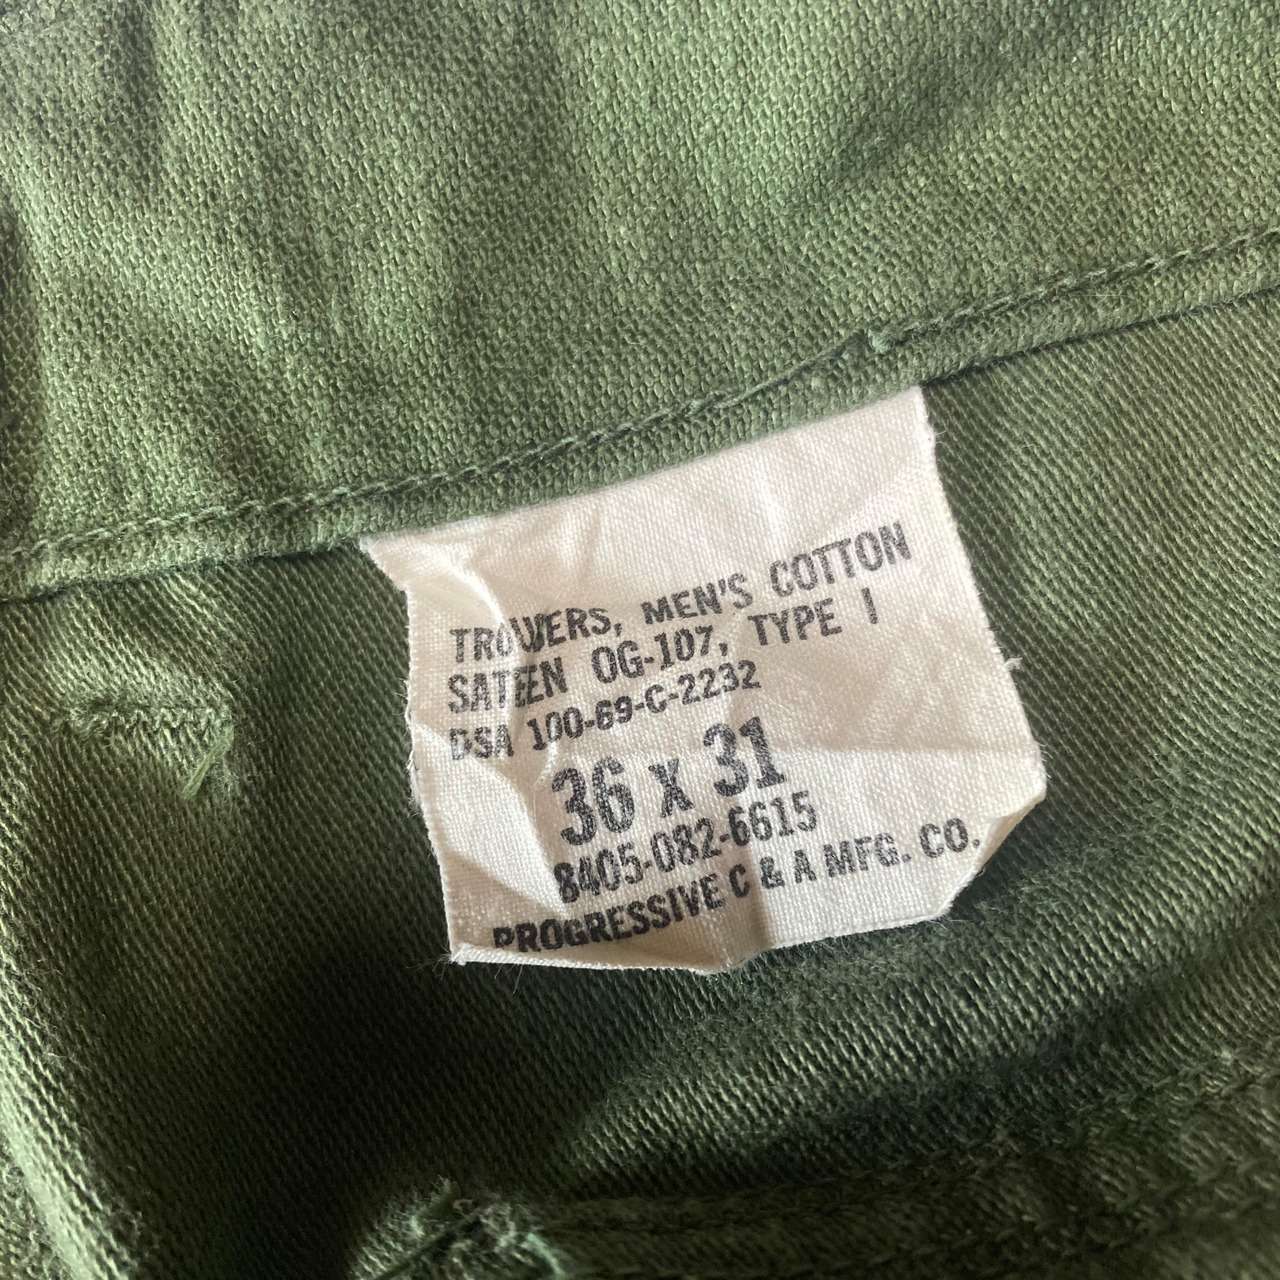 TROUSERS, MEN'S COTTON
SATEEN OG-107, TYPE I
DSA 100-69-C-2232
36 X 31
8405-082-6615
PROGRESSIVE C & A MFG. CO.